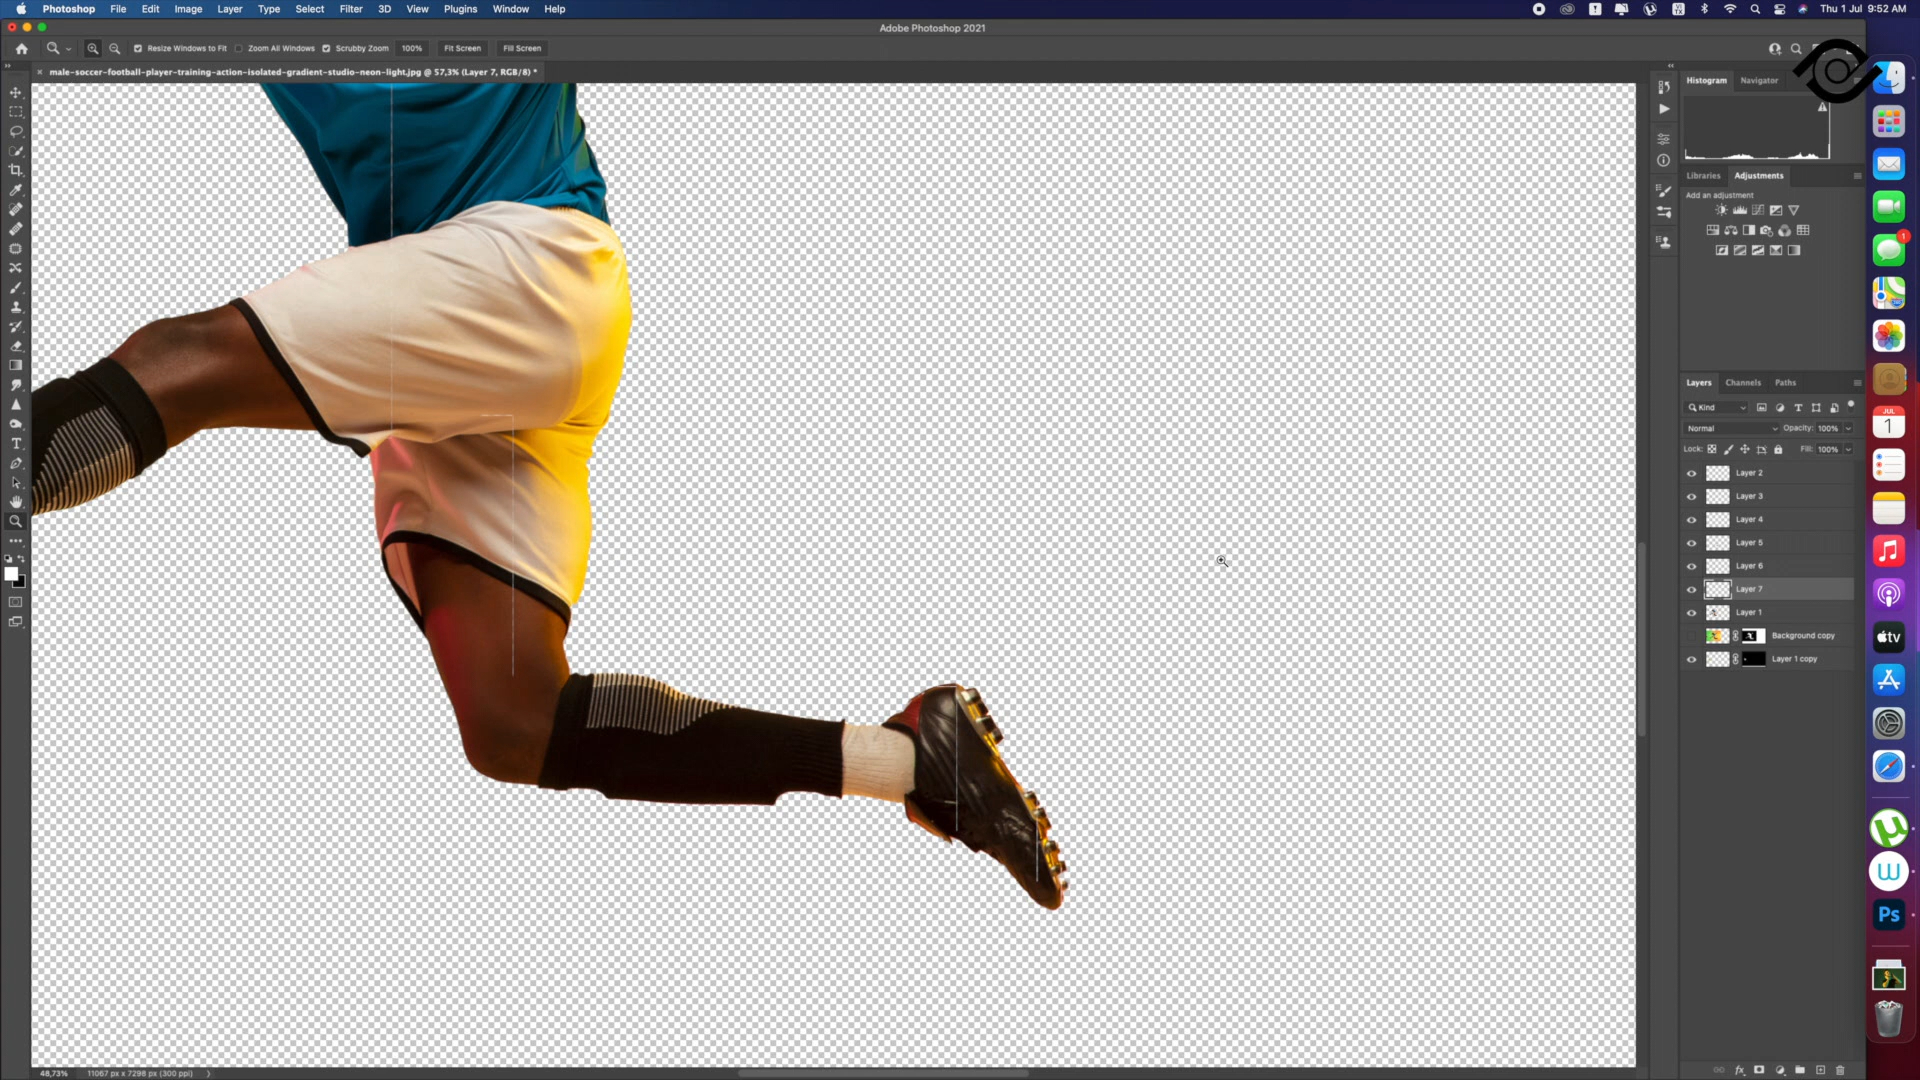 Photoshop File Edit Image Layer Type Select Filter 3D View Plugins Window Help Thu 1 Jul 9:52 AM
Adobe Photoshop 2021
Resize Windows to Fit Zoom All Windows Scrubby Zoom 100% Fit Screen Fill Screen
male-soccer-football-player-training-action-isolated-gradient-studio-neon-light.jpg @ 57,3% (Layer 7, RGB/8) *
Histogram Navigator
Libraries Adjustments
Add an adjustment
Layers Channels Paths
Kind
Normal Opacity: 100%
Lock: Fill: 100%
Layer 2
Layer 3
Layer 4
Layer 5
Layer 6
Layer 7
Layer 1
Background copy
Layer 1 copy
1
JUL
1
tv
Ps
48,73% 11067 px x 7298 px (300 ppi)